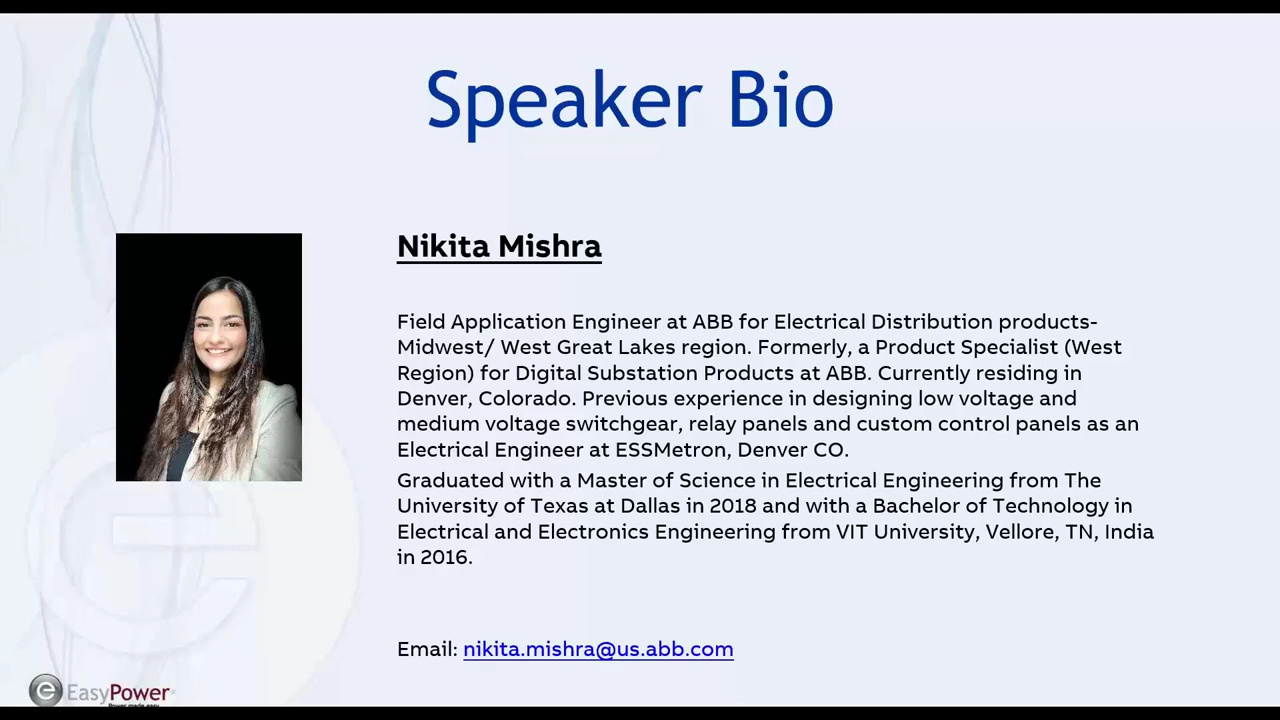 Speaker Bio
Nikita Mishra
Field Application Engineer at ABB for Electrical Distribution products-
Midwest/ West Great Lakes region. Formerly, a Product Specialist (West
Region) for Digital Substation Products at ABB. Currently residing in
Denver, Colorado. Previous experience in designing low voltage and
medium voltage switchgear, relay panels and custom control panels as an
Electrical Engineer at ESSMetron, Denver CO.
Graduated with a Master of Science in Electrical Engineering from The
University of Texas at Dallas in 2018 and with a Bachelor of Technology in
Electrical and Electronics Engineering from VIT University, Vellore, TN, India
in 2016.
Email: nikita.mishra@us.abb.com
EasyPower
Power made easy